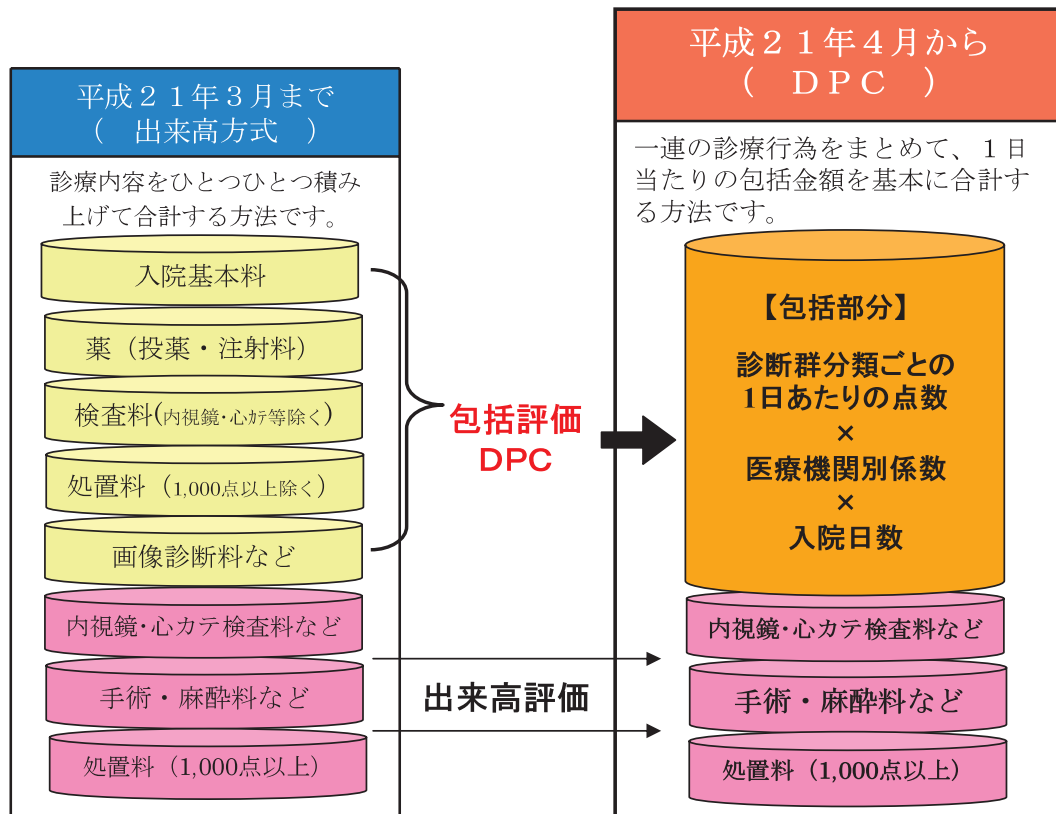 平成２１年３月まで
（　出来高方式　）
診療内容をひとつひとつ積み
上げて合計する方法です。
入院基本料
薬（投薬・注射料）
検査料(内視鏡・心ｶﾃ等除く)
処置料（1,000点以上除く）
画像診断料など
内視鏡・心カテ検査料など
手術・麻酔料など
処置料（1,000点以上）
包括評価
DPC
出来高評価
平成２１年４月から
（　ＤＰＣ　）
一連の診療行為をまとめて、１日
当たりの包括金額を基本に合計す
る方法です。
【包括部分】
診断群分類ごとの
1日あたりの点数
×
医療機関別係数
×
入院日数
内視鏡・心カテ検査料など
手術・麻酔料など
処置料（1,000点以上）